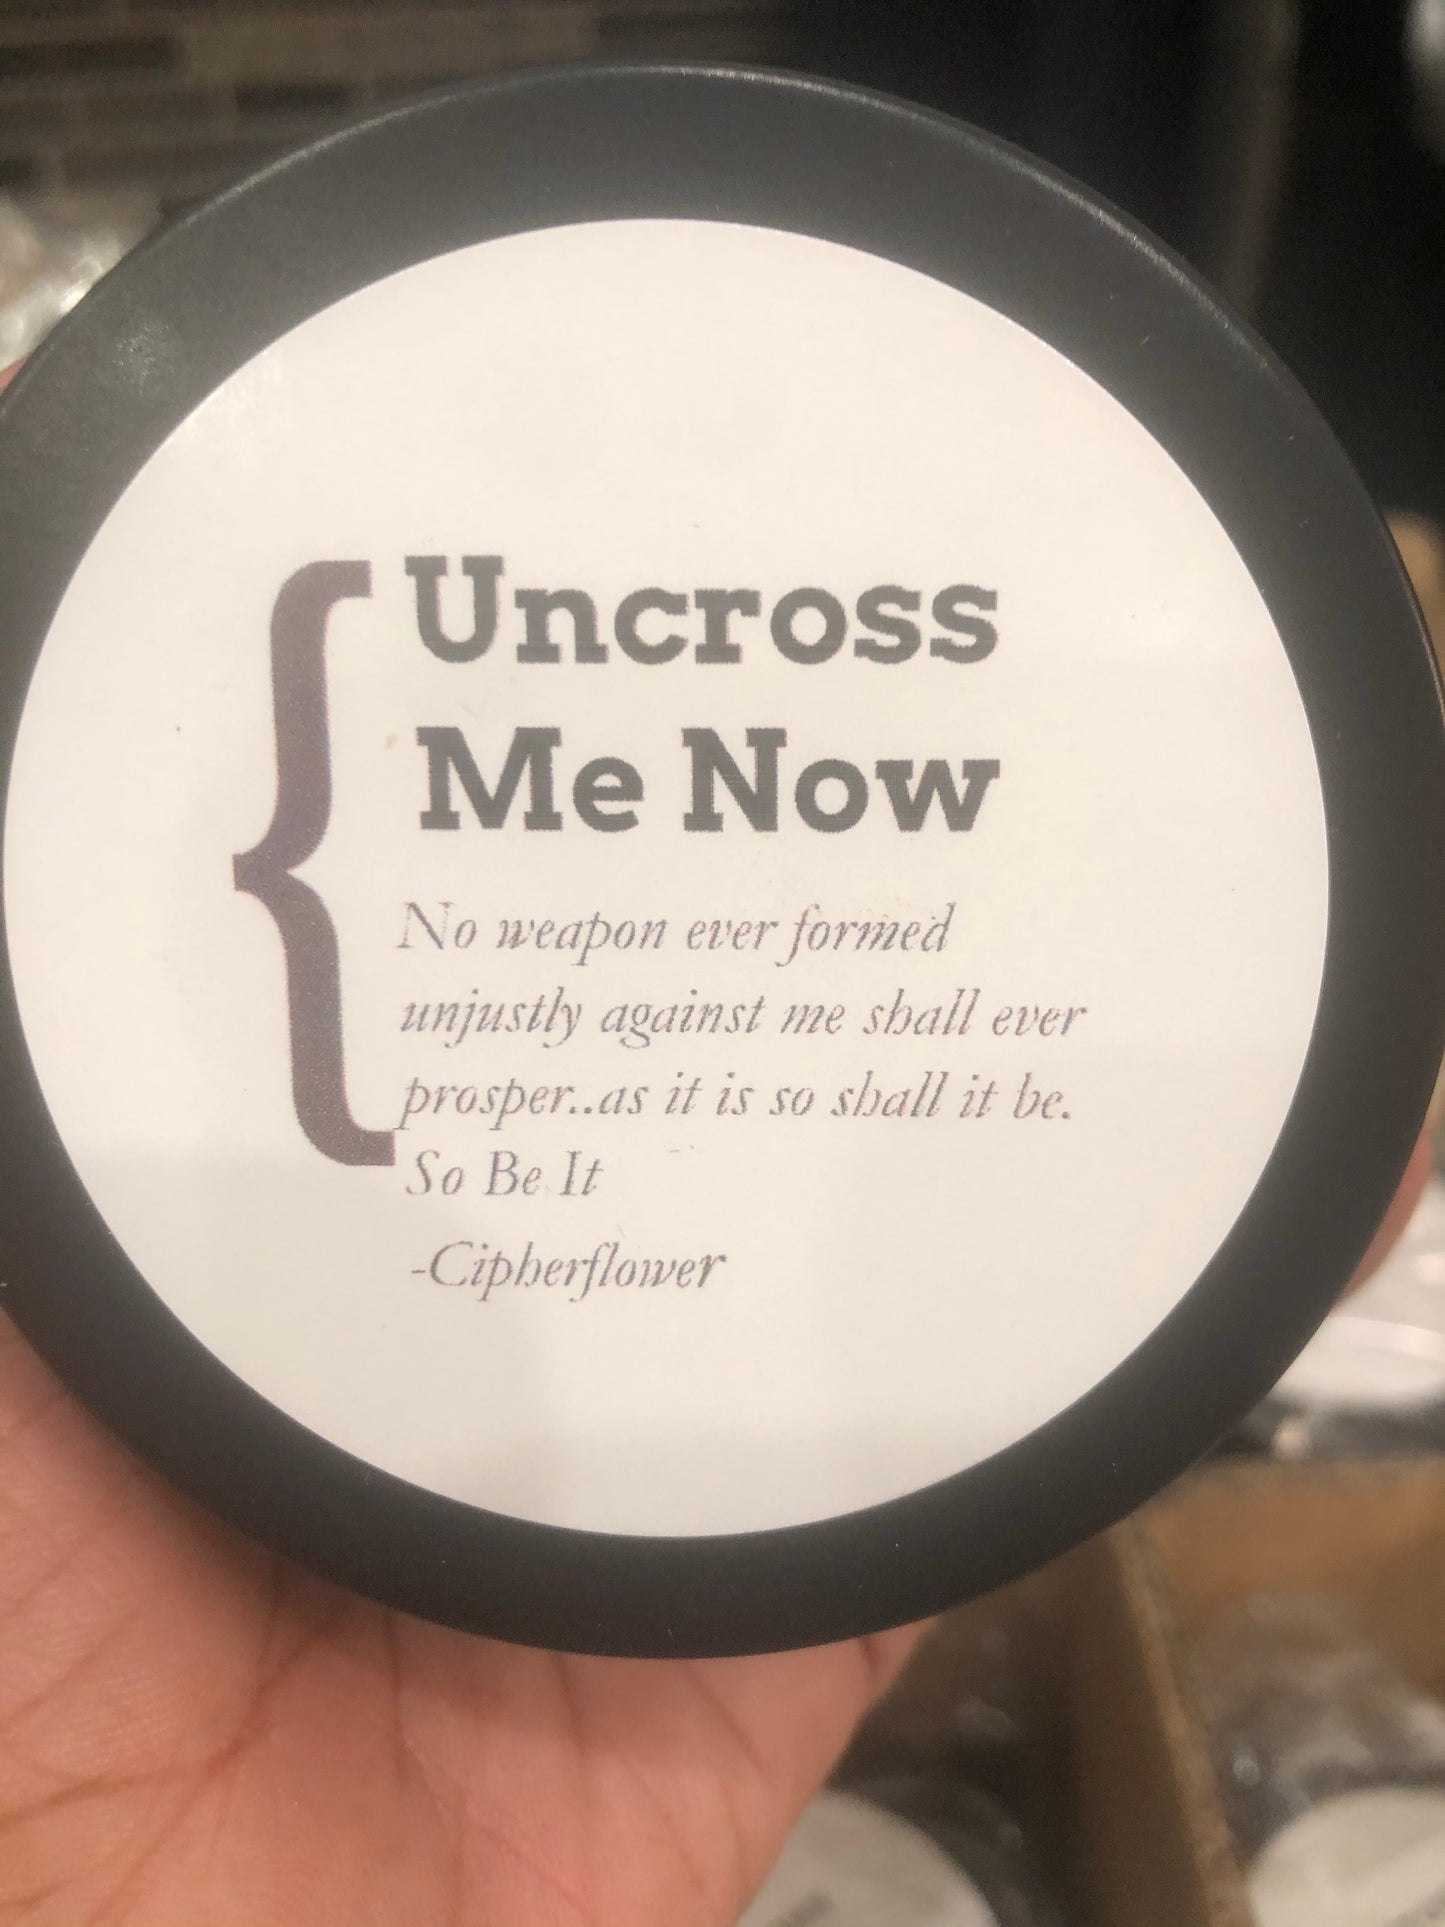 {
Uncross
Me Now
No weapon ever formed
unjustly against me shall ever
prosper..as it is so shall it be.
So Be It
-Cipherflower